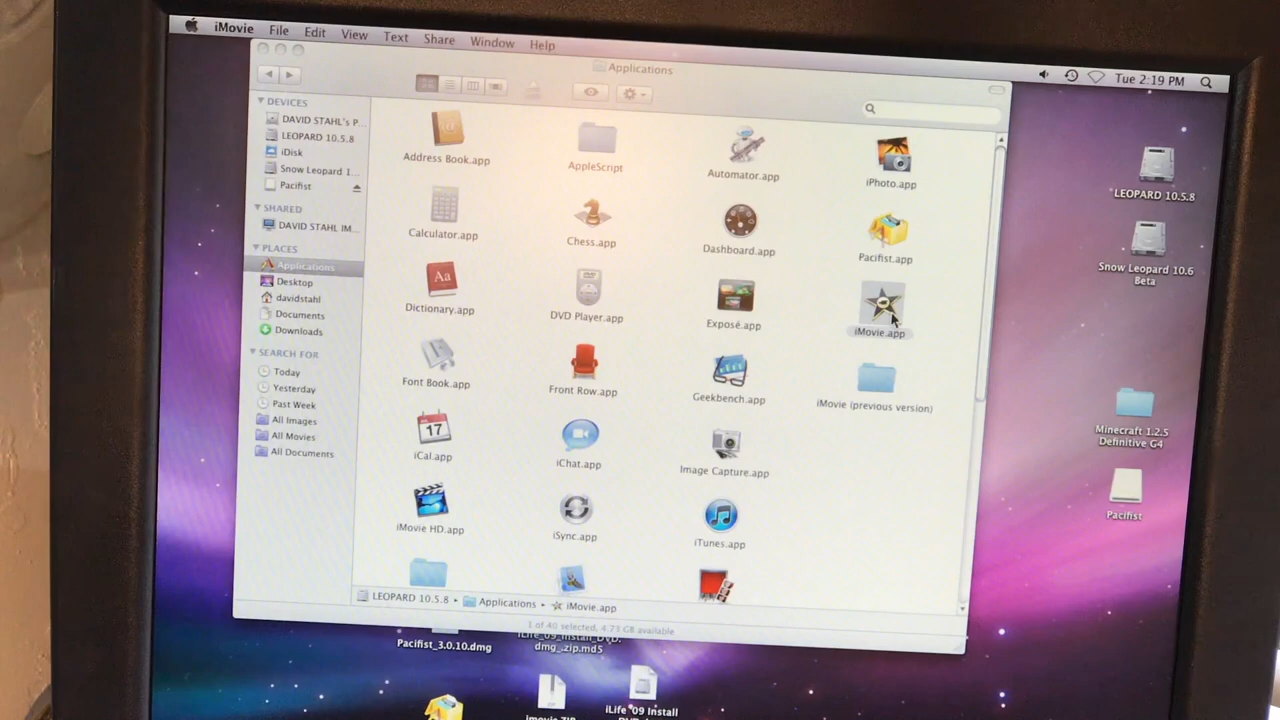 iMovie File Edit View Text Share Window Help
Tue 2:19 PM
Applications
DEVICES
DAVID STAHL's P...
LEOPARD 10.5.8
iDisk
Snow Leopard 1...
Pacifist
SHARED
DAVID STAHL IM...
PLACES
Applications
Desktop
davidstahl
Documents
Downloads
SEARCH FOR
Today
Yesterday
Past Week
All Images
All Movies
All Documents
Address Book.app
AppleScript
Automator.app
iPhoto.app
Calculator.app
Chess.app
Dashboard.app
Pacifist.app
Aa
Dictionary.app
DVD Player.app
Exposé.app
iMovie.app
Font Book.app
Front Row.app
Geekbench.app
iMovie (previous version)
17
iCal.app
iChat.app
Image Capture.app
iMovie HD.app
iSync.app
iTunes.app
LEOPARD 10.5.8 Applications iMovie.app
1 of 40 selected, 4.73 GB available
LEOPARD 10.5.8
Snow Leopard 10.6
Beta
Minecraft 1.2.5
Definitive G4
Pacifist
Pacifist_3.0.10.dmg
iLife_09_Install_DVD.
dmg_.zip.md5
iLife '09 Install